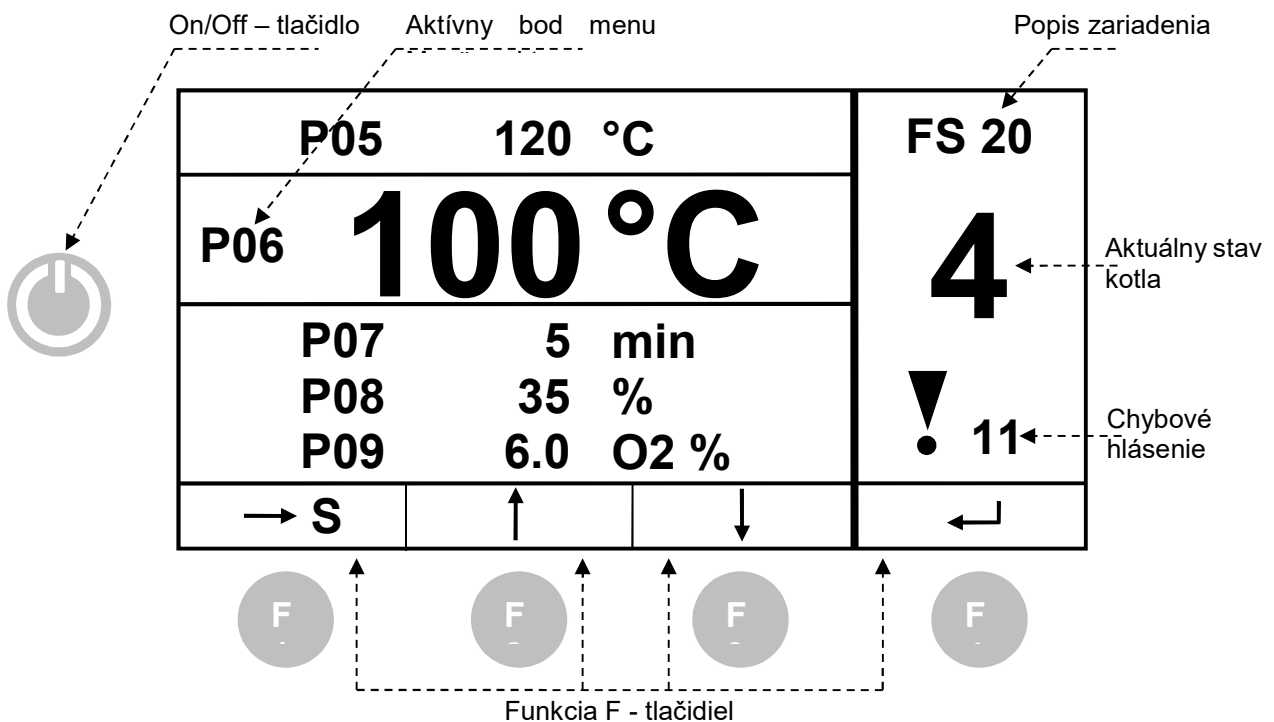 On/Off – tlačidlo
Aktívny bod menu
Popis zariadenia
P05 120 °C
FS 20
P06 100 °C
4
Aktuálny stav
kotla
P07 5 min
P08 35 %
P09 6.0 O2 %
11
Chybové
hlásenie
→ S ↑ ↓ ↵
F F F F
Funkcia F - tlačidiel